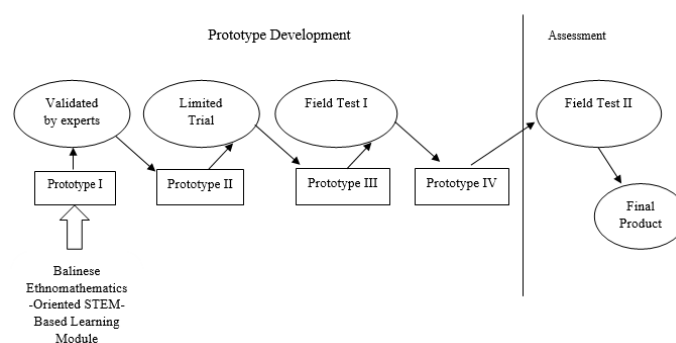 Prototype Development
Assessment
Validated
by experts
Limited
Trial
Field Test I
Field Test II
Prototype I
Prototype II
Prototype III
Prototype IV
Final
Product
Balinese
Ethnomathematics
-Oriented STEM-
Based Learning
Module